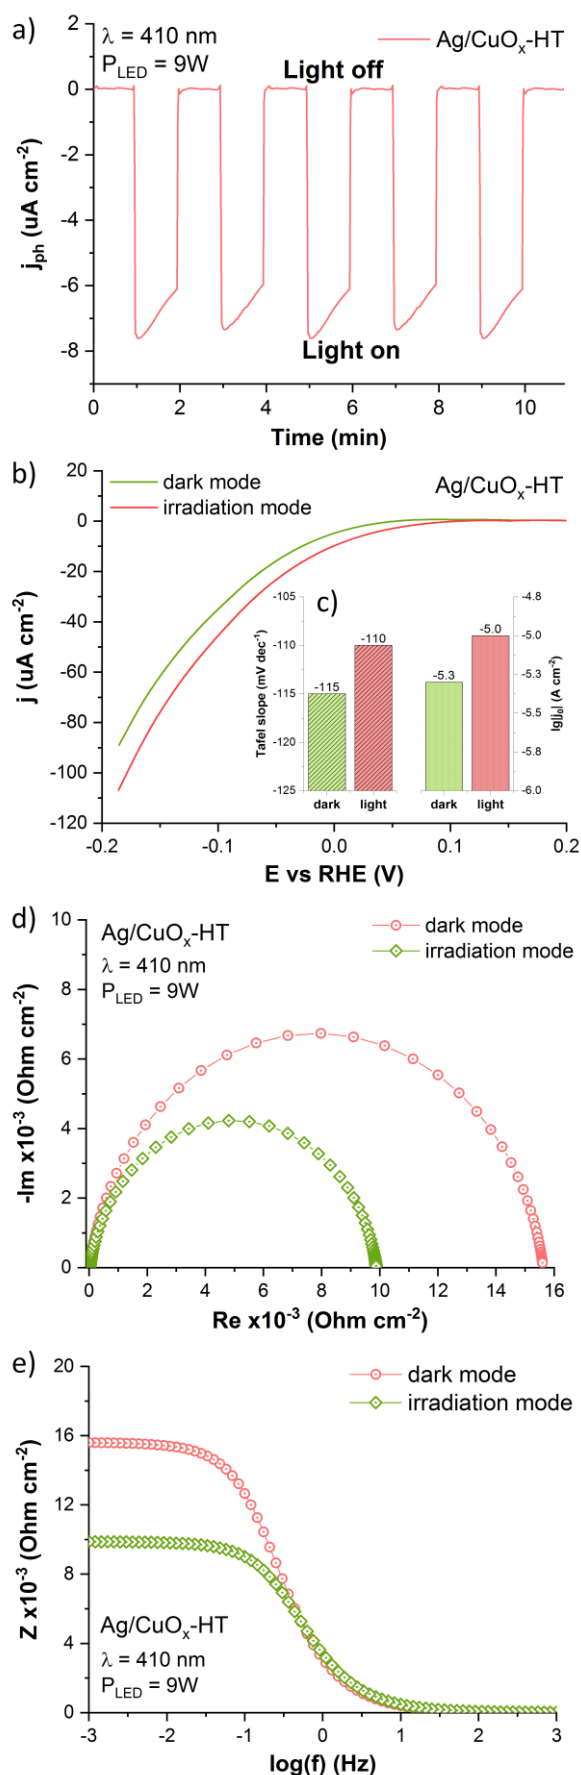 a)
λ = 410 nm
P_LED = 9W
Ag/CuOₓ-HT
Light off
Light on
2
0
-2
-4
-6
-8
j_ph (uA cm⁻²)
0 2 4 6 8 10
Time (min)
b)
dark mode
irradiation mode
Ag/CuOₓ-HT
20
0
-20
-40
-60
-80
-100
-120
j (uA cm⁻²)
-0.2 -0.1 0.0 0.1 0.2
E vs RHE (V)
c)
-105
-110
-115
-120
-125
Tafel slope (mV dec⁻¹)
-115
-110
dark light
-5.3
-5.0
dark light
-4.8
-5.0
-5.3
-5.5
-5.8
-6.0
lg|j₀| (A cm⁻²)
d)
Ag/CuOₓ-HT
λ = 410 nm
P_LED = 9W
dark mode
irradiation mode
10
8
6
4
2
0
-Im x10⁻³ (Ohm cm⁻²)
0 2 4 6 8 10 12 14 16
Re x10⁻³ (Ohm cm⁻²)
e)
dark mode
irradiation mode
20
16
12
8
4
0
Z x10⁻³ (Ohm cm⁻²)
Ag/CuOₓ-HT
λ = 410 nm
P_LED = 9W
-3 -2 -1 0 1 2 3
log(f) (Hz)